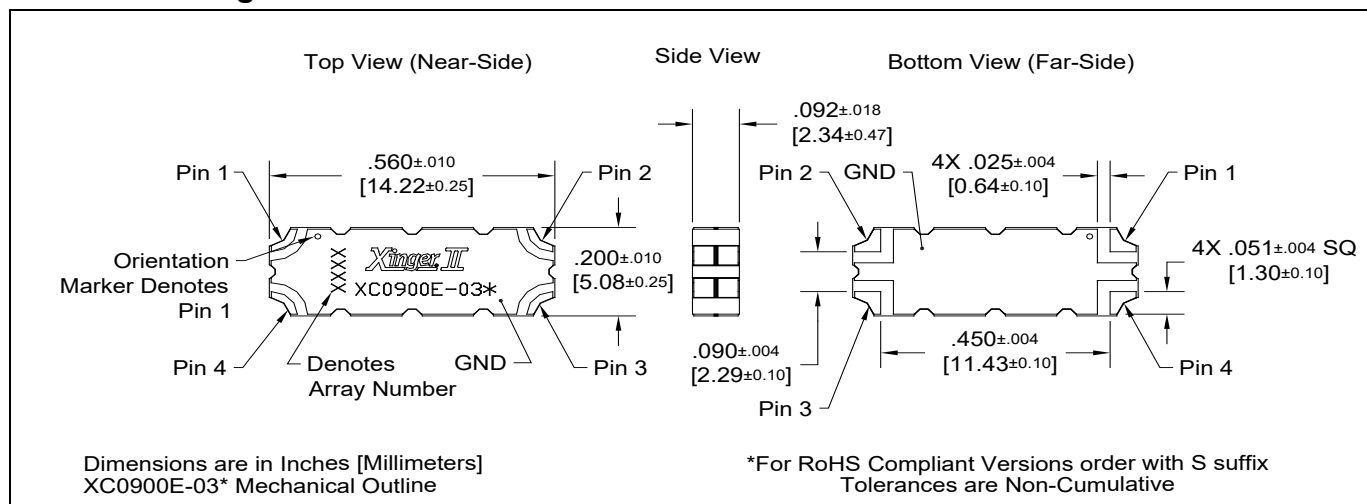 Top View (Near-Side)
Side View
Bottom View (Far-Side)
.092±.018
[2.34±0.47]
Pin 1
.560±.010
[14.22±0.25]
Pin 2
Pin 2
GND
4X .025±.004
[0.64±0.10]
Pin 1
Orientation
Marker Denotes
Pin 1
XXXX
Xinger II
XC0900E-03*
.200±.010
[5.08±0.25]
4X .051±.004 SQ
[1.30±0.10]
Pin 4
Denotes
Array Number
GND
Pin 3
.090±.004
[2.29±0.10]
.450±.004
[11.43±0.10]
Pin 4
Pin 3
Dimensions are in Inches [Millimeters]
XC0900E-03* Mechanical Outline
*For RoHS Compliant Versions order with S suffix
Tolerances are Non-Cumulative